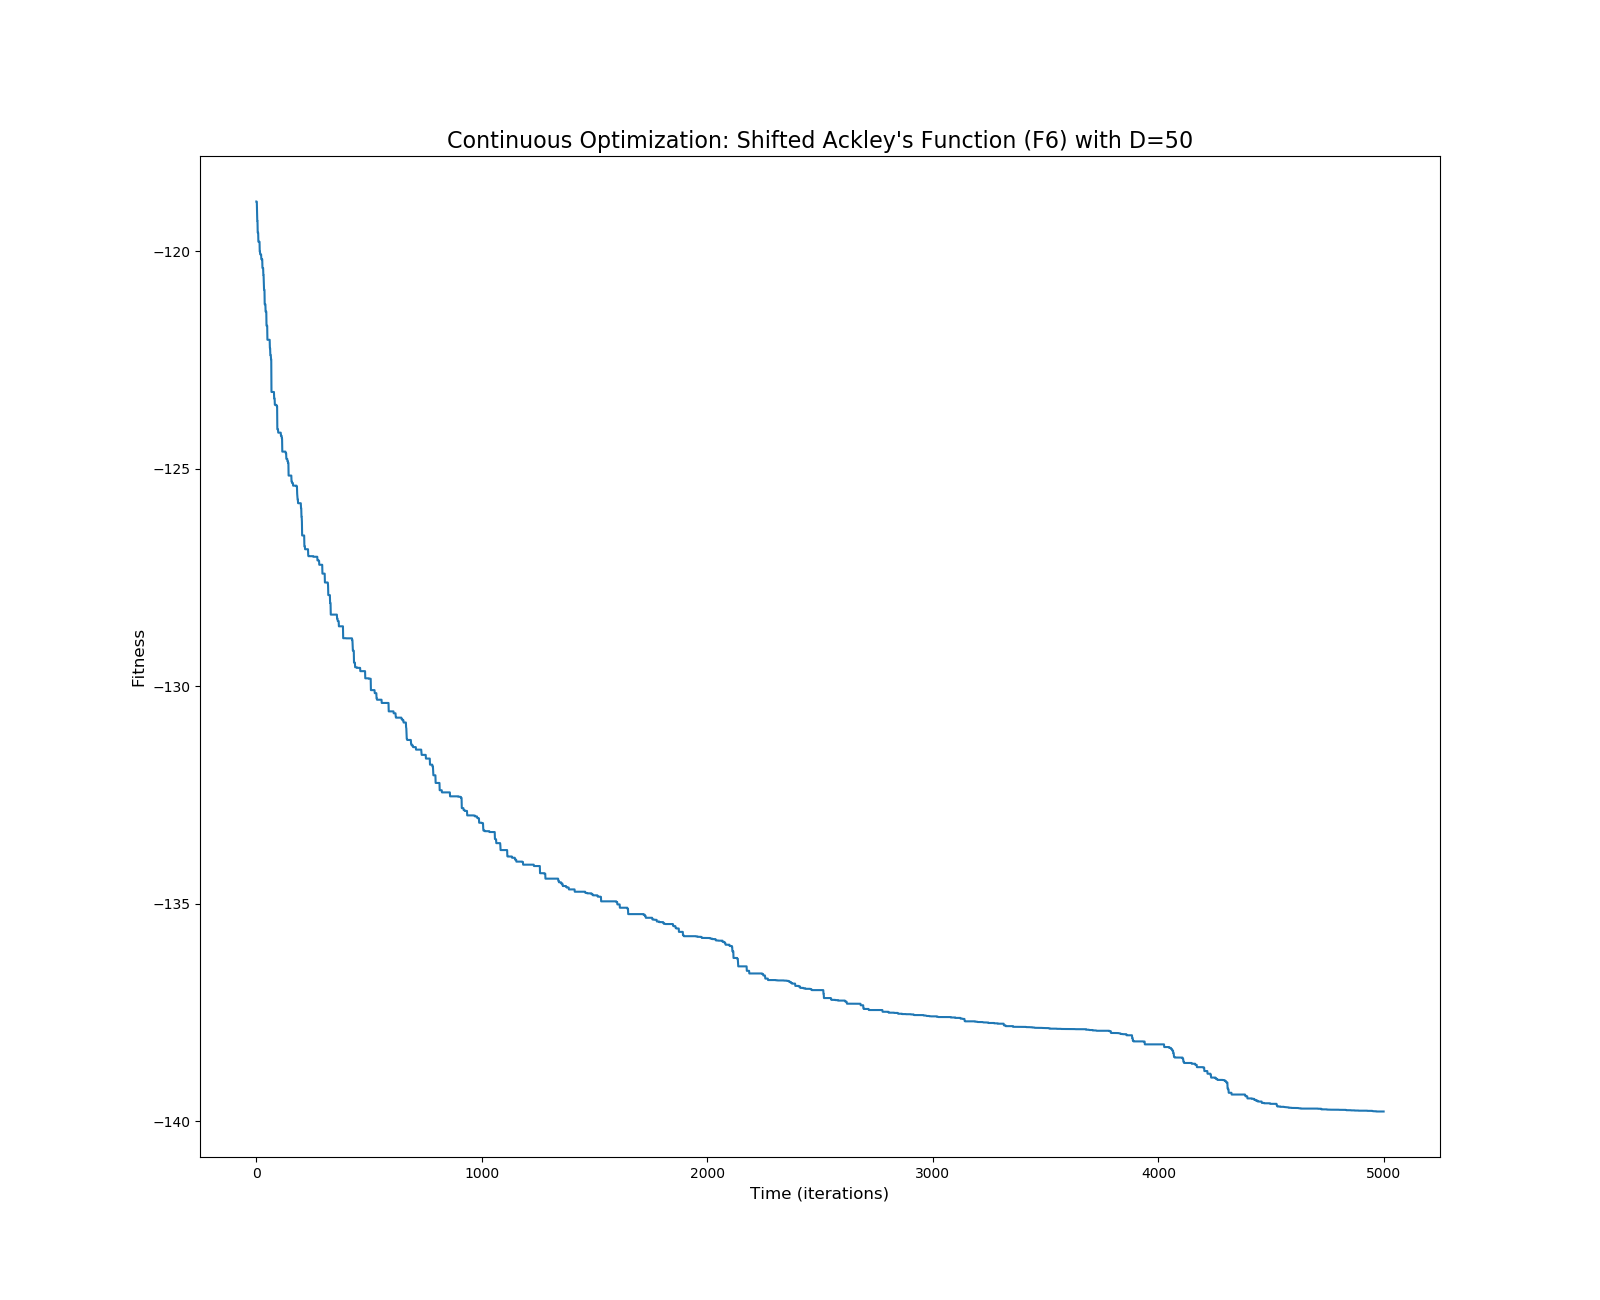 Continuous Optimization: Shifted Ackley's Function (F6) with D=50
−120
−125
−130
−135
−140
Fitness
0 1000 2000 3000 4000 5000
Time (iterations)